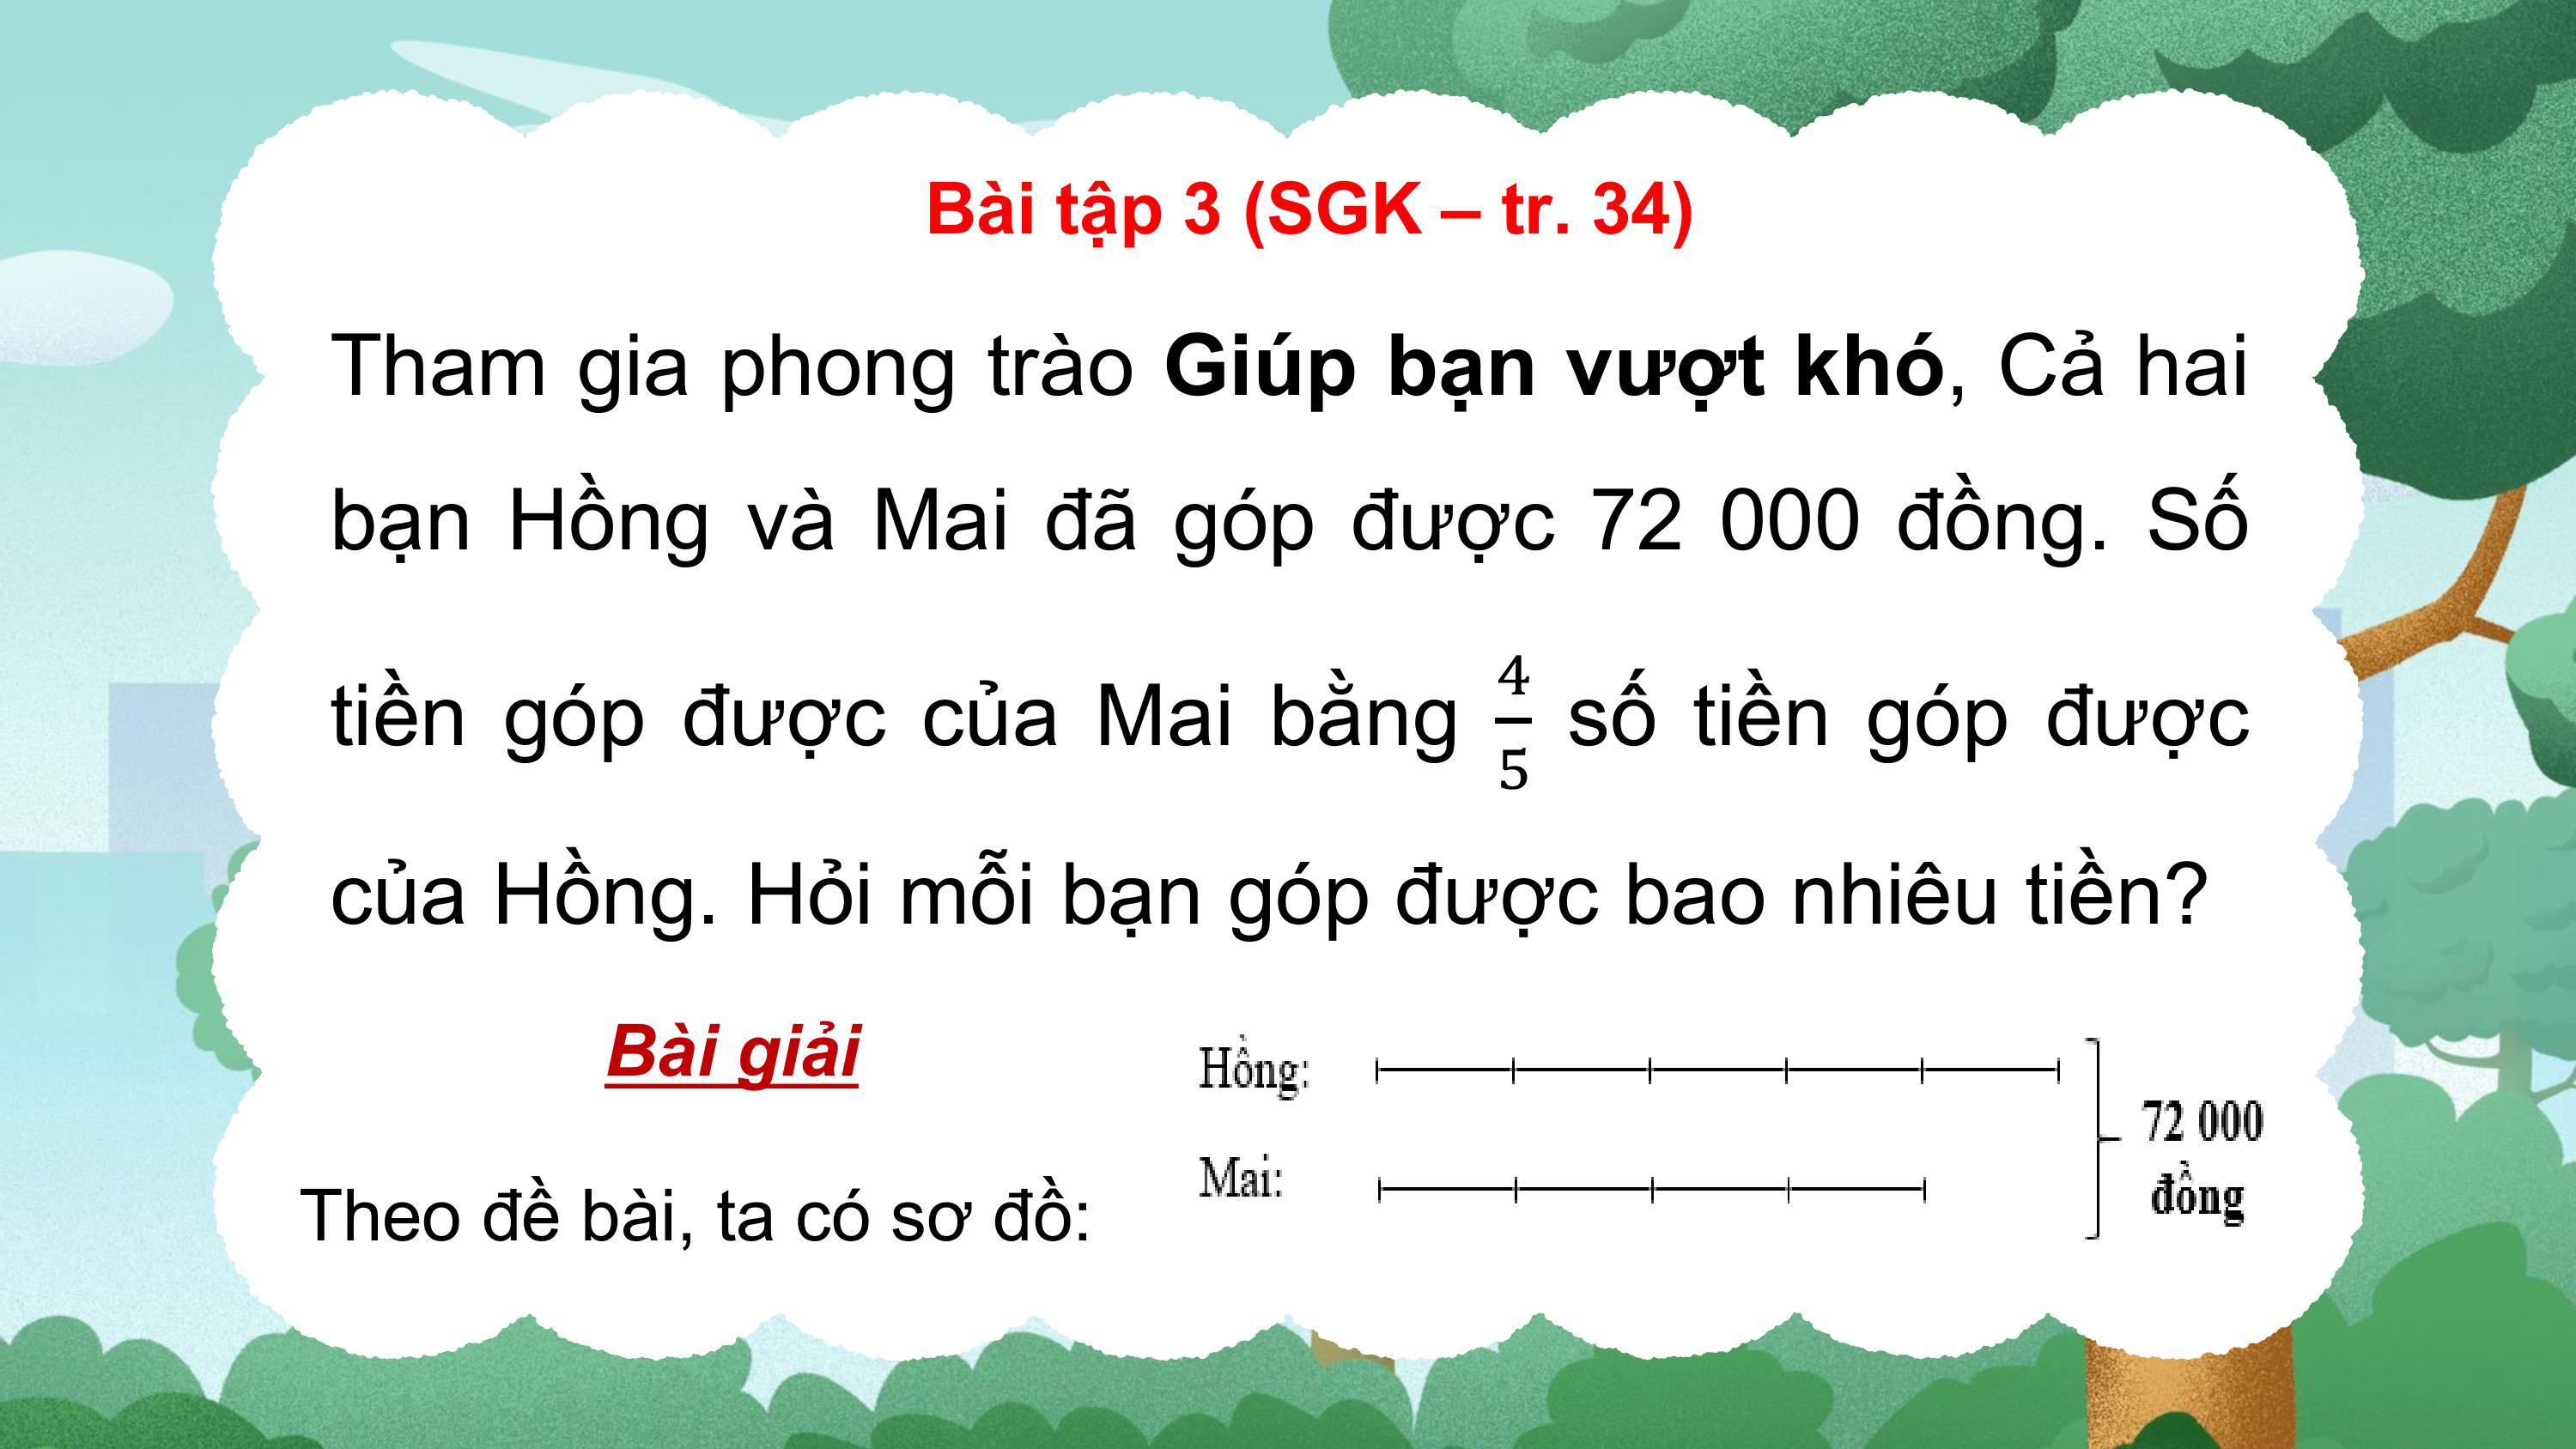 Bài tập 3 (SGK – tr. 34)
Tham gia phong trào Giúp bạn vượt khó, Cả hai
bạn Hồng và Mai đã góp được 72 000 đồng. Số
tiền góp được của Mai bằng 4/5 số tiền góp được
của Hồng. Hỏi mỗi bạn góp được bao nhiêu tiền?
Bài giải
Theo đề bài, ta có sơ đồ:
Hồng:
Mai:
72 000
đồng